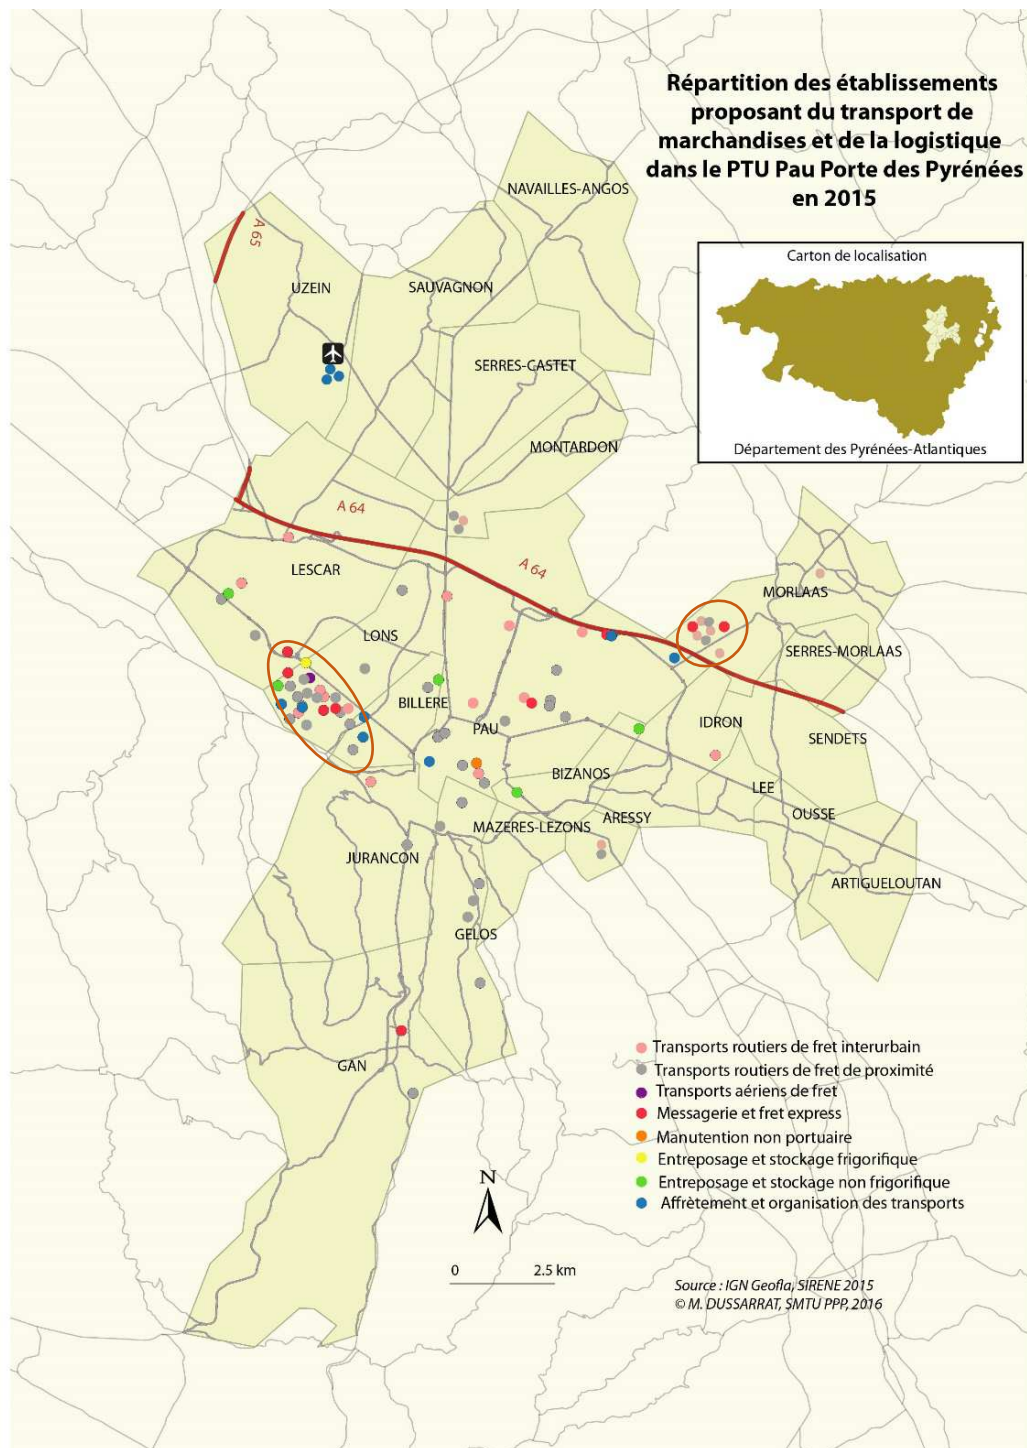 Répartition des établissements
proposant du transport de
marchandises et de la logistique
dans le PTU Pau Porte des Pyrénées
en 2015
Carton de localisation
Département des Pyrénées-Atlantiques
NAVAILLES-ANGOS
A 65
UZEIN
SAUVAGNON
SERRES-CASTET
MONTARDON
A 64
A 64
LESCAR
MORLAAS
LONS
SERRES-MORLAAS
BILLERE
PAU
IDRON
SENDETS
BIZANOS
LEE
OUSSE
ARESSY
MAZERES-LEZONS
JURANCON
ARTIGUELOUTAN
GELOS
GAN
Transports routiers de fret interurbain
Transports routiers de fret de proximité
Transports aériens de fret
Messagerie et fret express
Manutention non portuaire
Entreposage et stockage frigorifique
Entreposage et stockage non frigorifique
Affrètement et organisation des transports
N
0 2.5 km
Source : IGN Geofla, SIRENE 2015
© M. DUSSARRAT, SMTU PPP, 2016